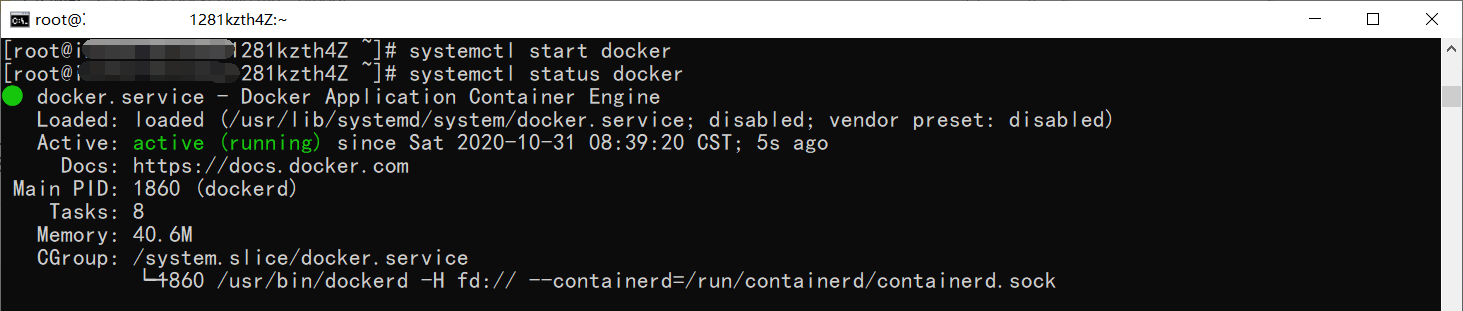 root@: 1281kzth4Z:~
[root@i 1281kzth4Z ~]# systemctl start docker
[root@i 281kzth4Z ~]# systemctl status docker
● docker.service - Docker Application Container Engine
Loaded: loaded (/usr/lib/systemd/system/docker.service; disabled; vendor preset: disabled)
Active: active (running) since Sat 2020-10-31 08:39:20 CST; 5s ago
Docs: https://docs.docker.com
Main PID: 1860 (dockerd)
Tasks: 8
Memory: 40.6M
CGroup: /system.slice/docker.service
└─1860 /usr/bin/dockerd -H fd:// --containerd=/run/containerd/containerd.sock